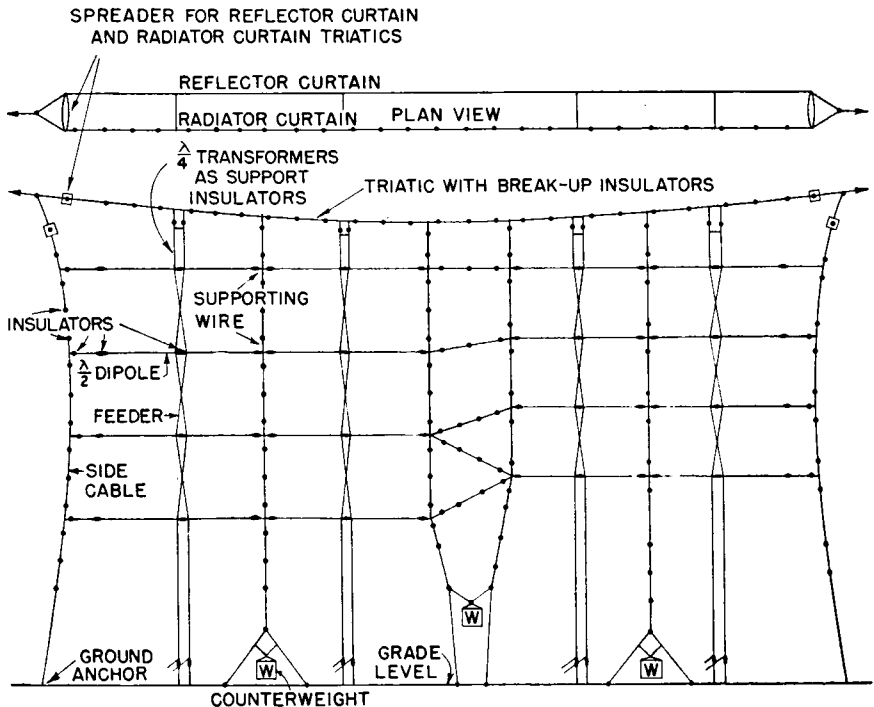 SPREADER FOR REFLECTOR CURTAIN
AND RADIATOR CURTAIN TRIATICS
REFLECTOR CURTAIN
RADIATOR CURTAIN
PLAN VIEW
λ/4 TRANSFORMERS
AS SUPPORT
INSULATORS
TRIATIC WITH BREAK-UP INSULATORS
SUPPORTING
WIRE
INSULATORS
λ/2 DIPOLE
FEEDER
SIDE
CABLE
W
GROUND
ANCHOR
W
GRADE
LEVEL
W
COUNTERWEIGHT